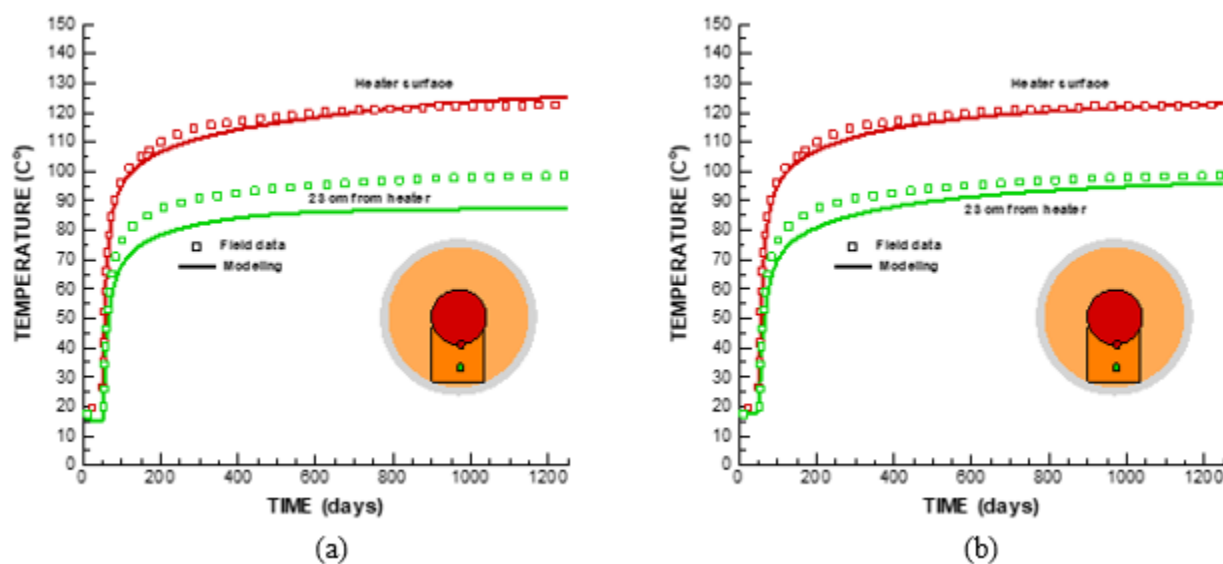 150
140
130
120
110
100
90
80
70
60
50
40
30
20
10
0
TEMPERATURE (C°)
Heater surface
23 cm from heater
Field data
Modeling
0 200 400 600 800 1000 1200
TIME (days)
(a)
150
140
130
120
110
100
90
80
70
60
50
40
30
20
10
0
TEMPERATURE (C°)
Heater surface
23 cm from heater
Field data
Modeling
0 200 400 600 800 1000 1200
TIME (days)
(b)